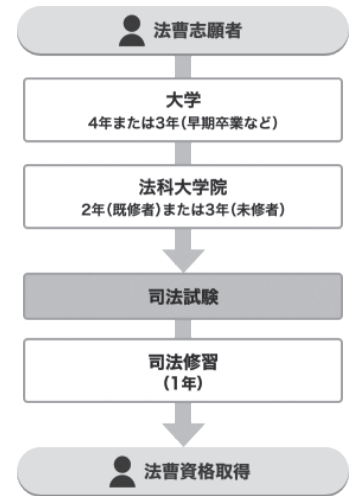 法曹志願者
大学
4年または3年(早期卒業など)
法科大学院
2年(既修者)または3年(未修者)
司法試験
司法修習
(1年)
法曹資格取得